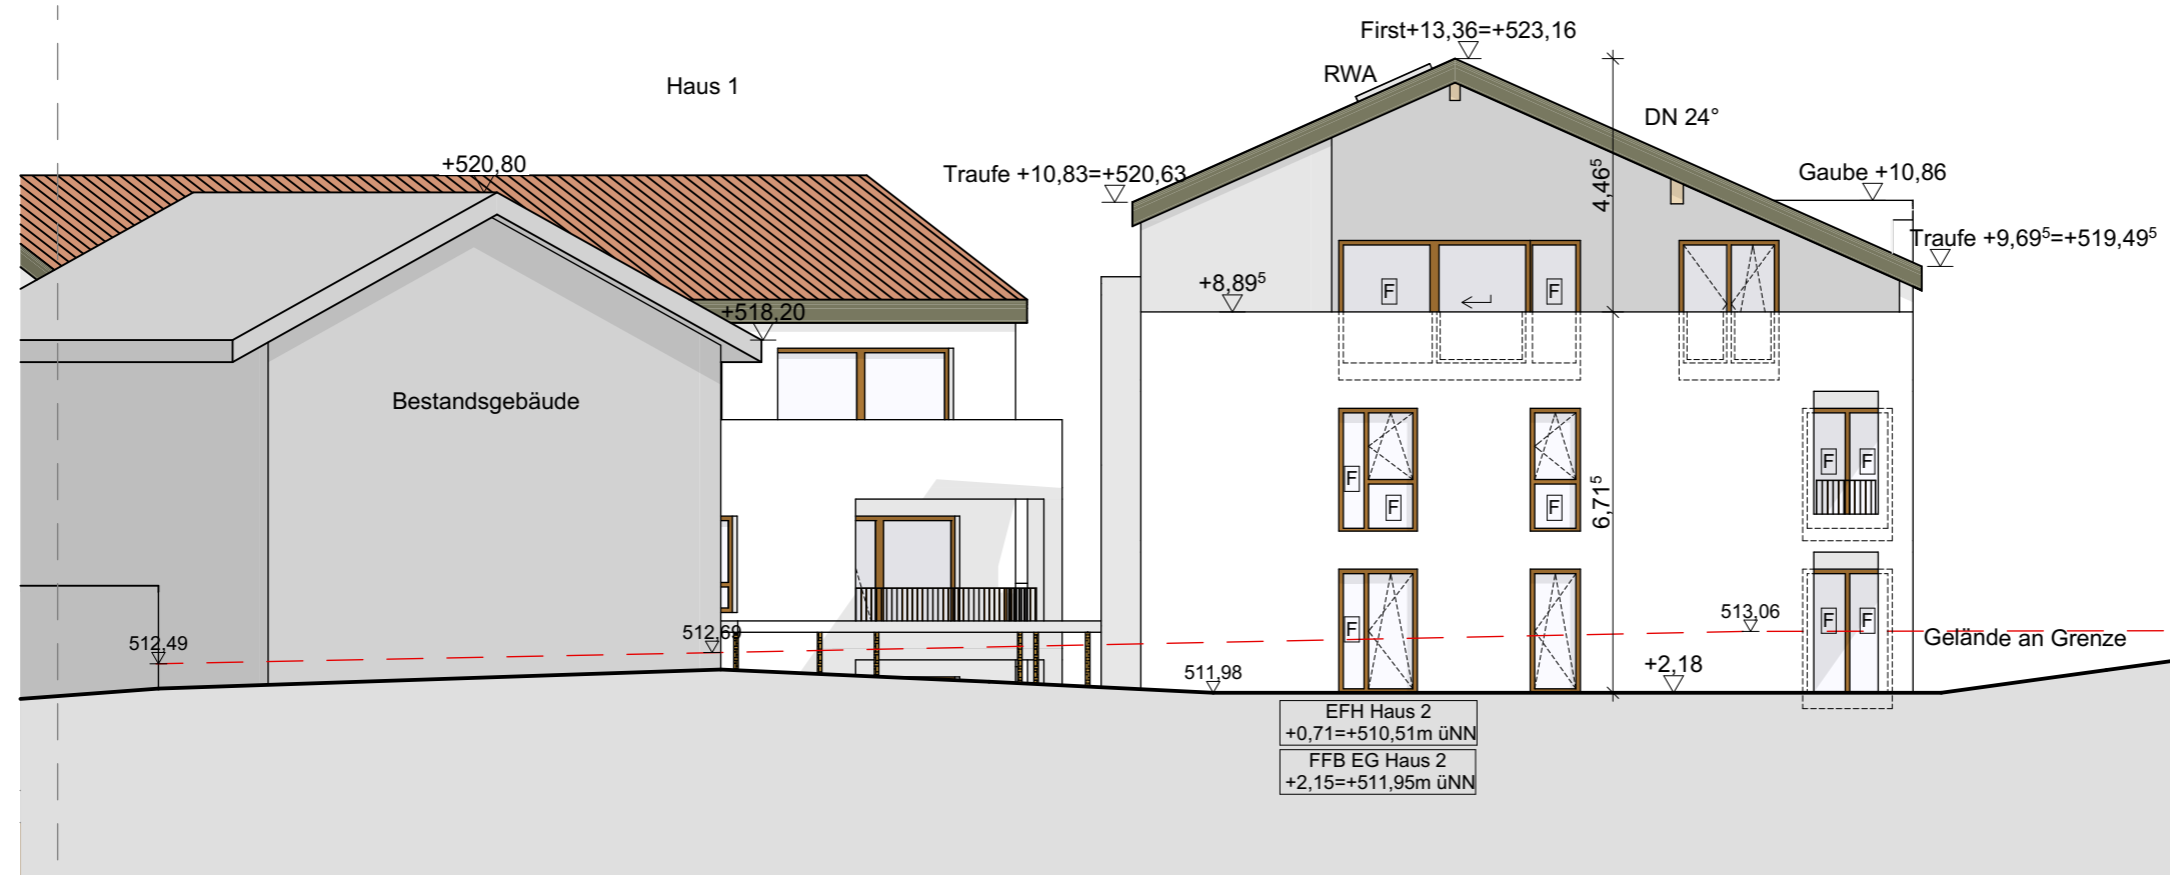 First+13,36=+523,16
RWA
Haus 1
DN 24°
+520,80
Traufe +10,83=+520,63
Gaube +10,86
4,46⁵
Traufe +9,69⁵=+519,49⁵
+8,89⁵
F
F
+518,20
Bestandsgebäude
F
F
F
F
F
6,71⁵
513,06
F
F
F
512,49
512,69
Gelände an Grenze
511,98
+2,18
EFH Haus 2
+0,71=+510,51m üNN
FFB EG Haus 2
+2,15=+511,95m üNN